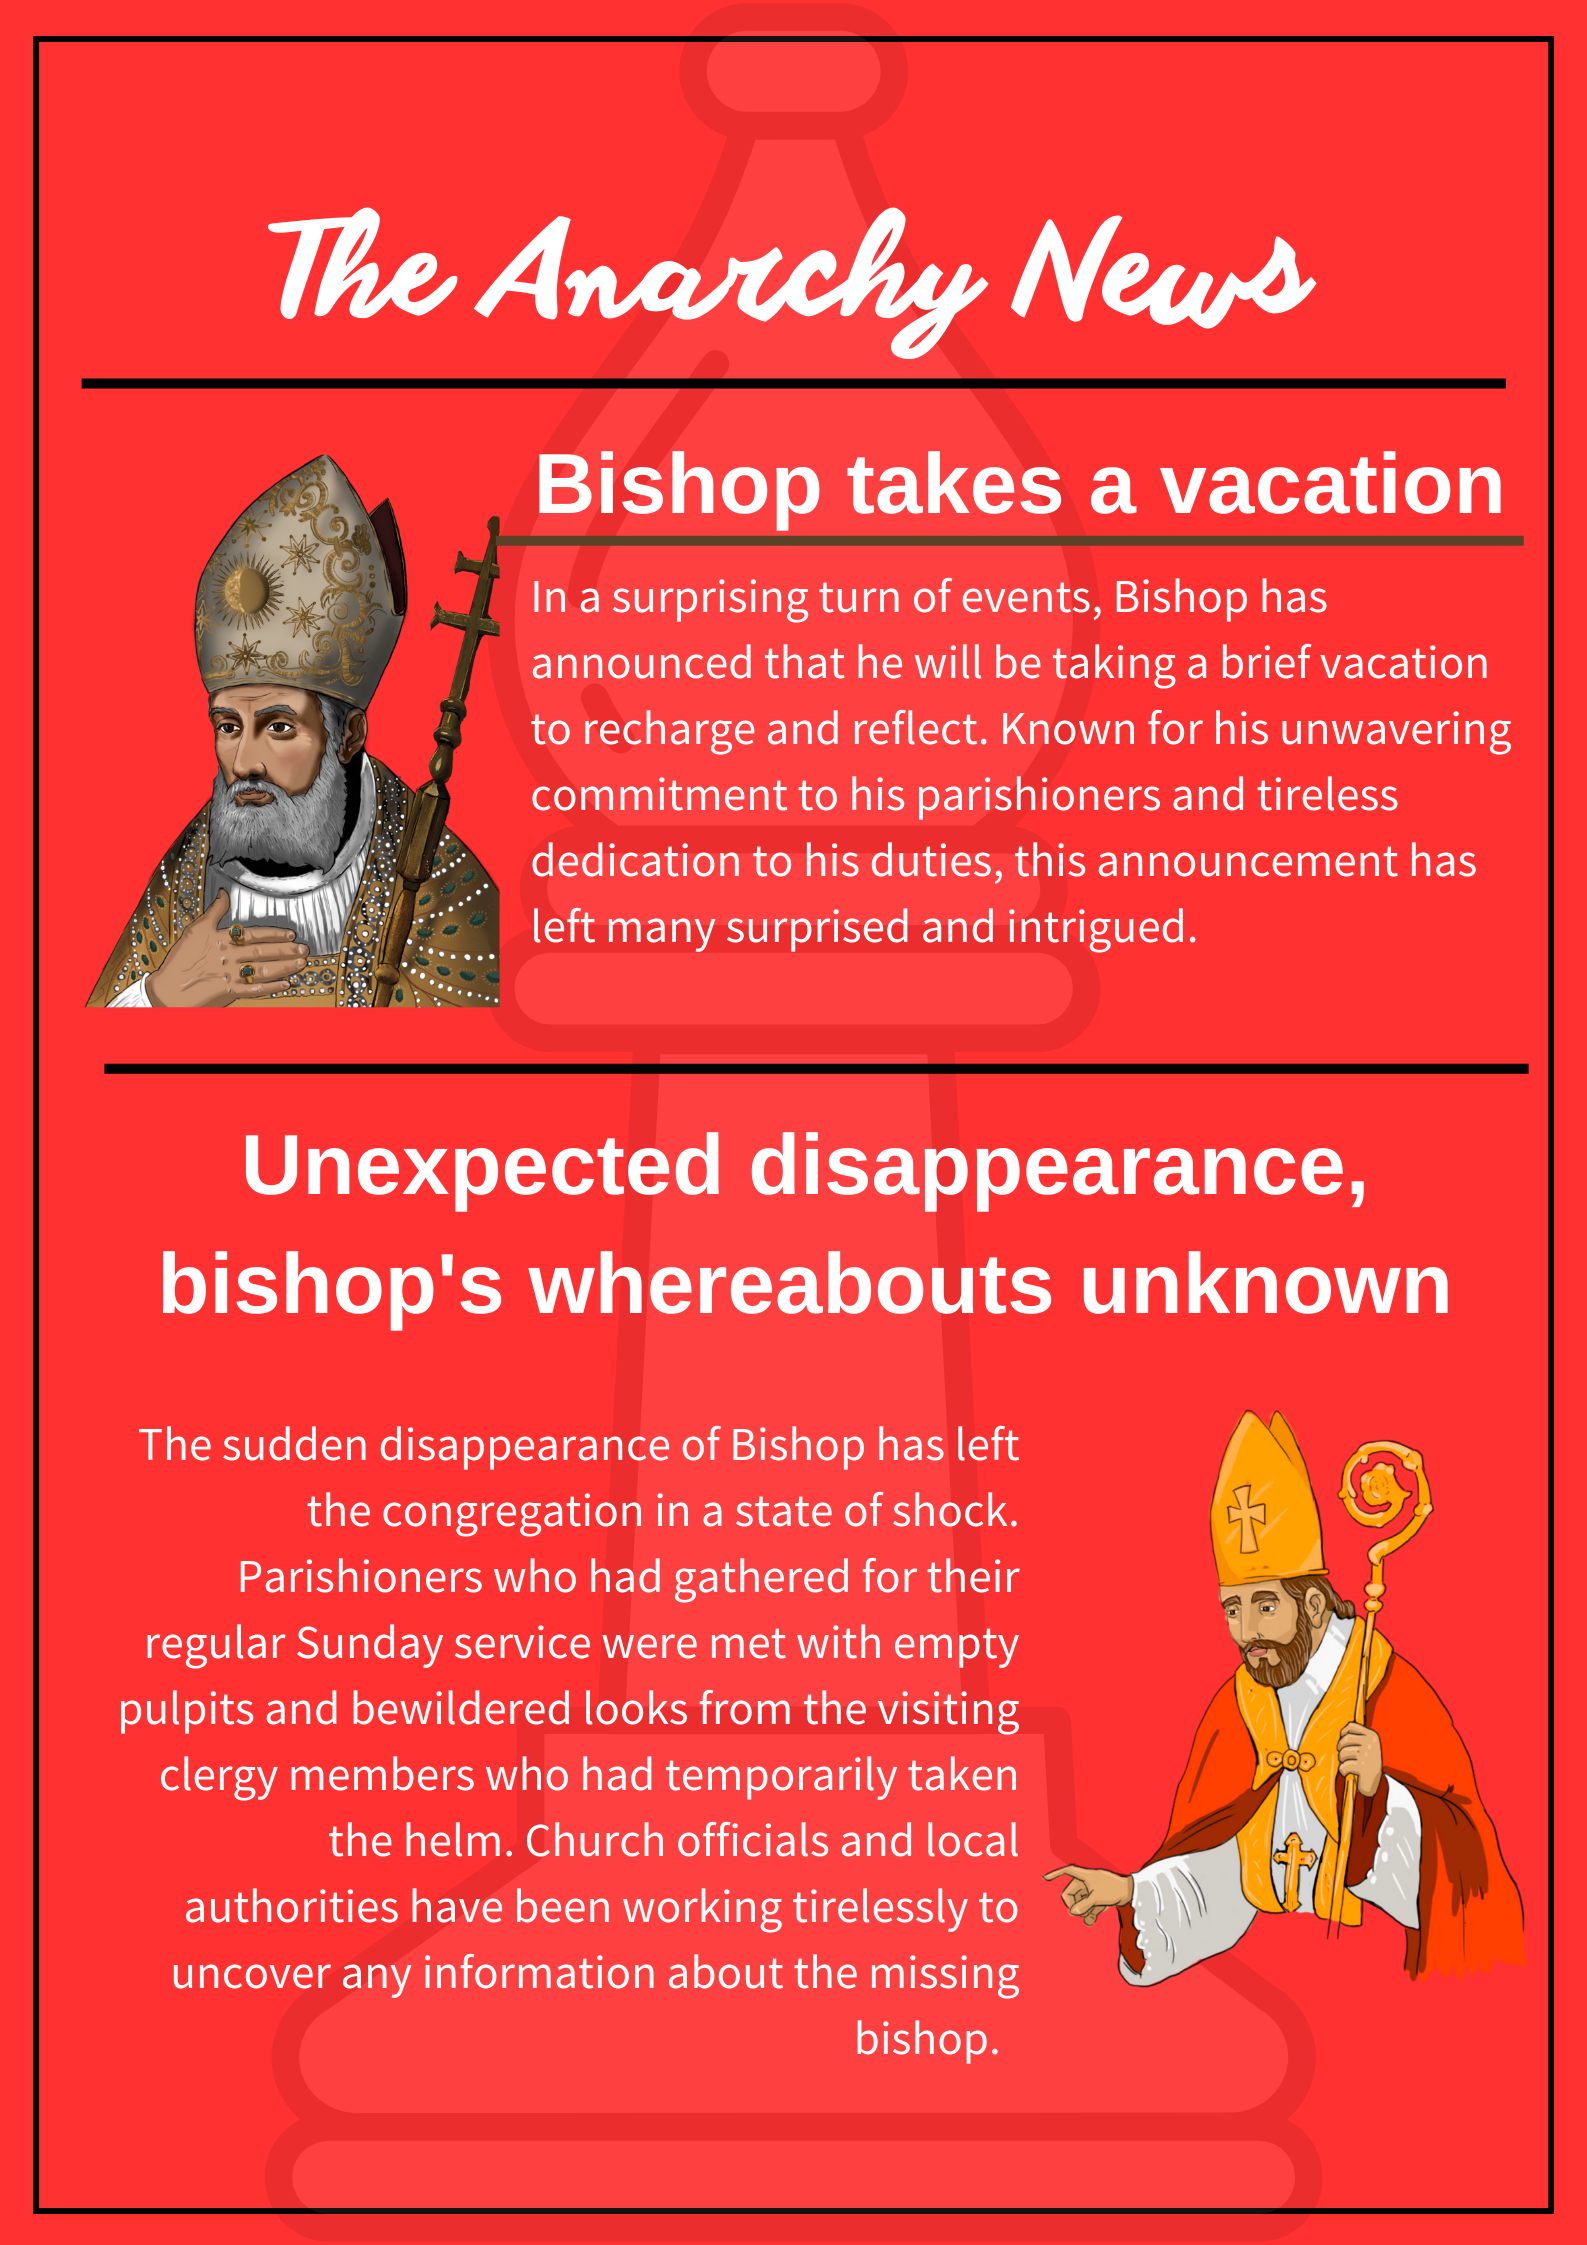 The Anarchy News
Bishop takes a vacation
In a surprising turn of events, Bishop has
announced that he will be taking a brief vacation
to recharge and reflect. Known for his unwavering
commitment to his parishioners and tireless
dedication to his duties, this announcement has
left many surprised and intrigued.
Unexpected disappearance,
bishop's whereabouts unknown
The sudden disappearance of Bishop has left
the congregation in a state of shock.
Parishioners who had gathered for their
regular Sunday service were met with empty
pulpits and bewildered looks from the visiting
clergy members who had temporarily taken
the helm. Church officials and local
authorities have been working tirelessly to
uncover any information about the missing
bishop.